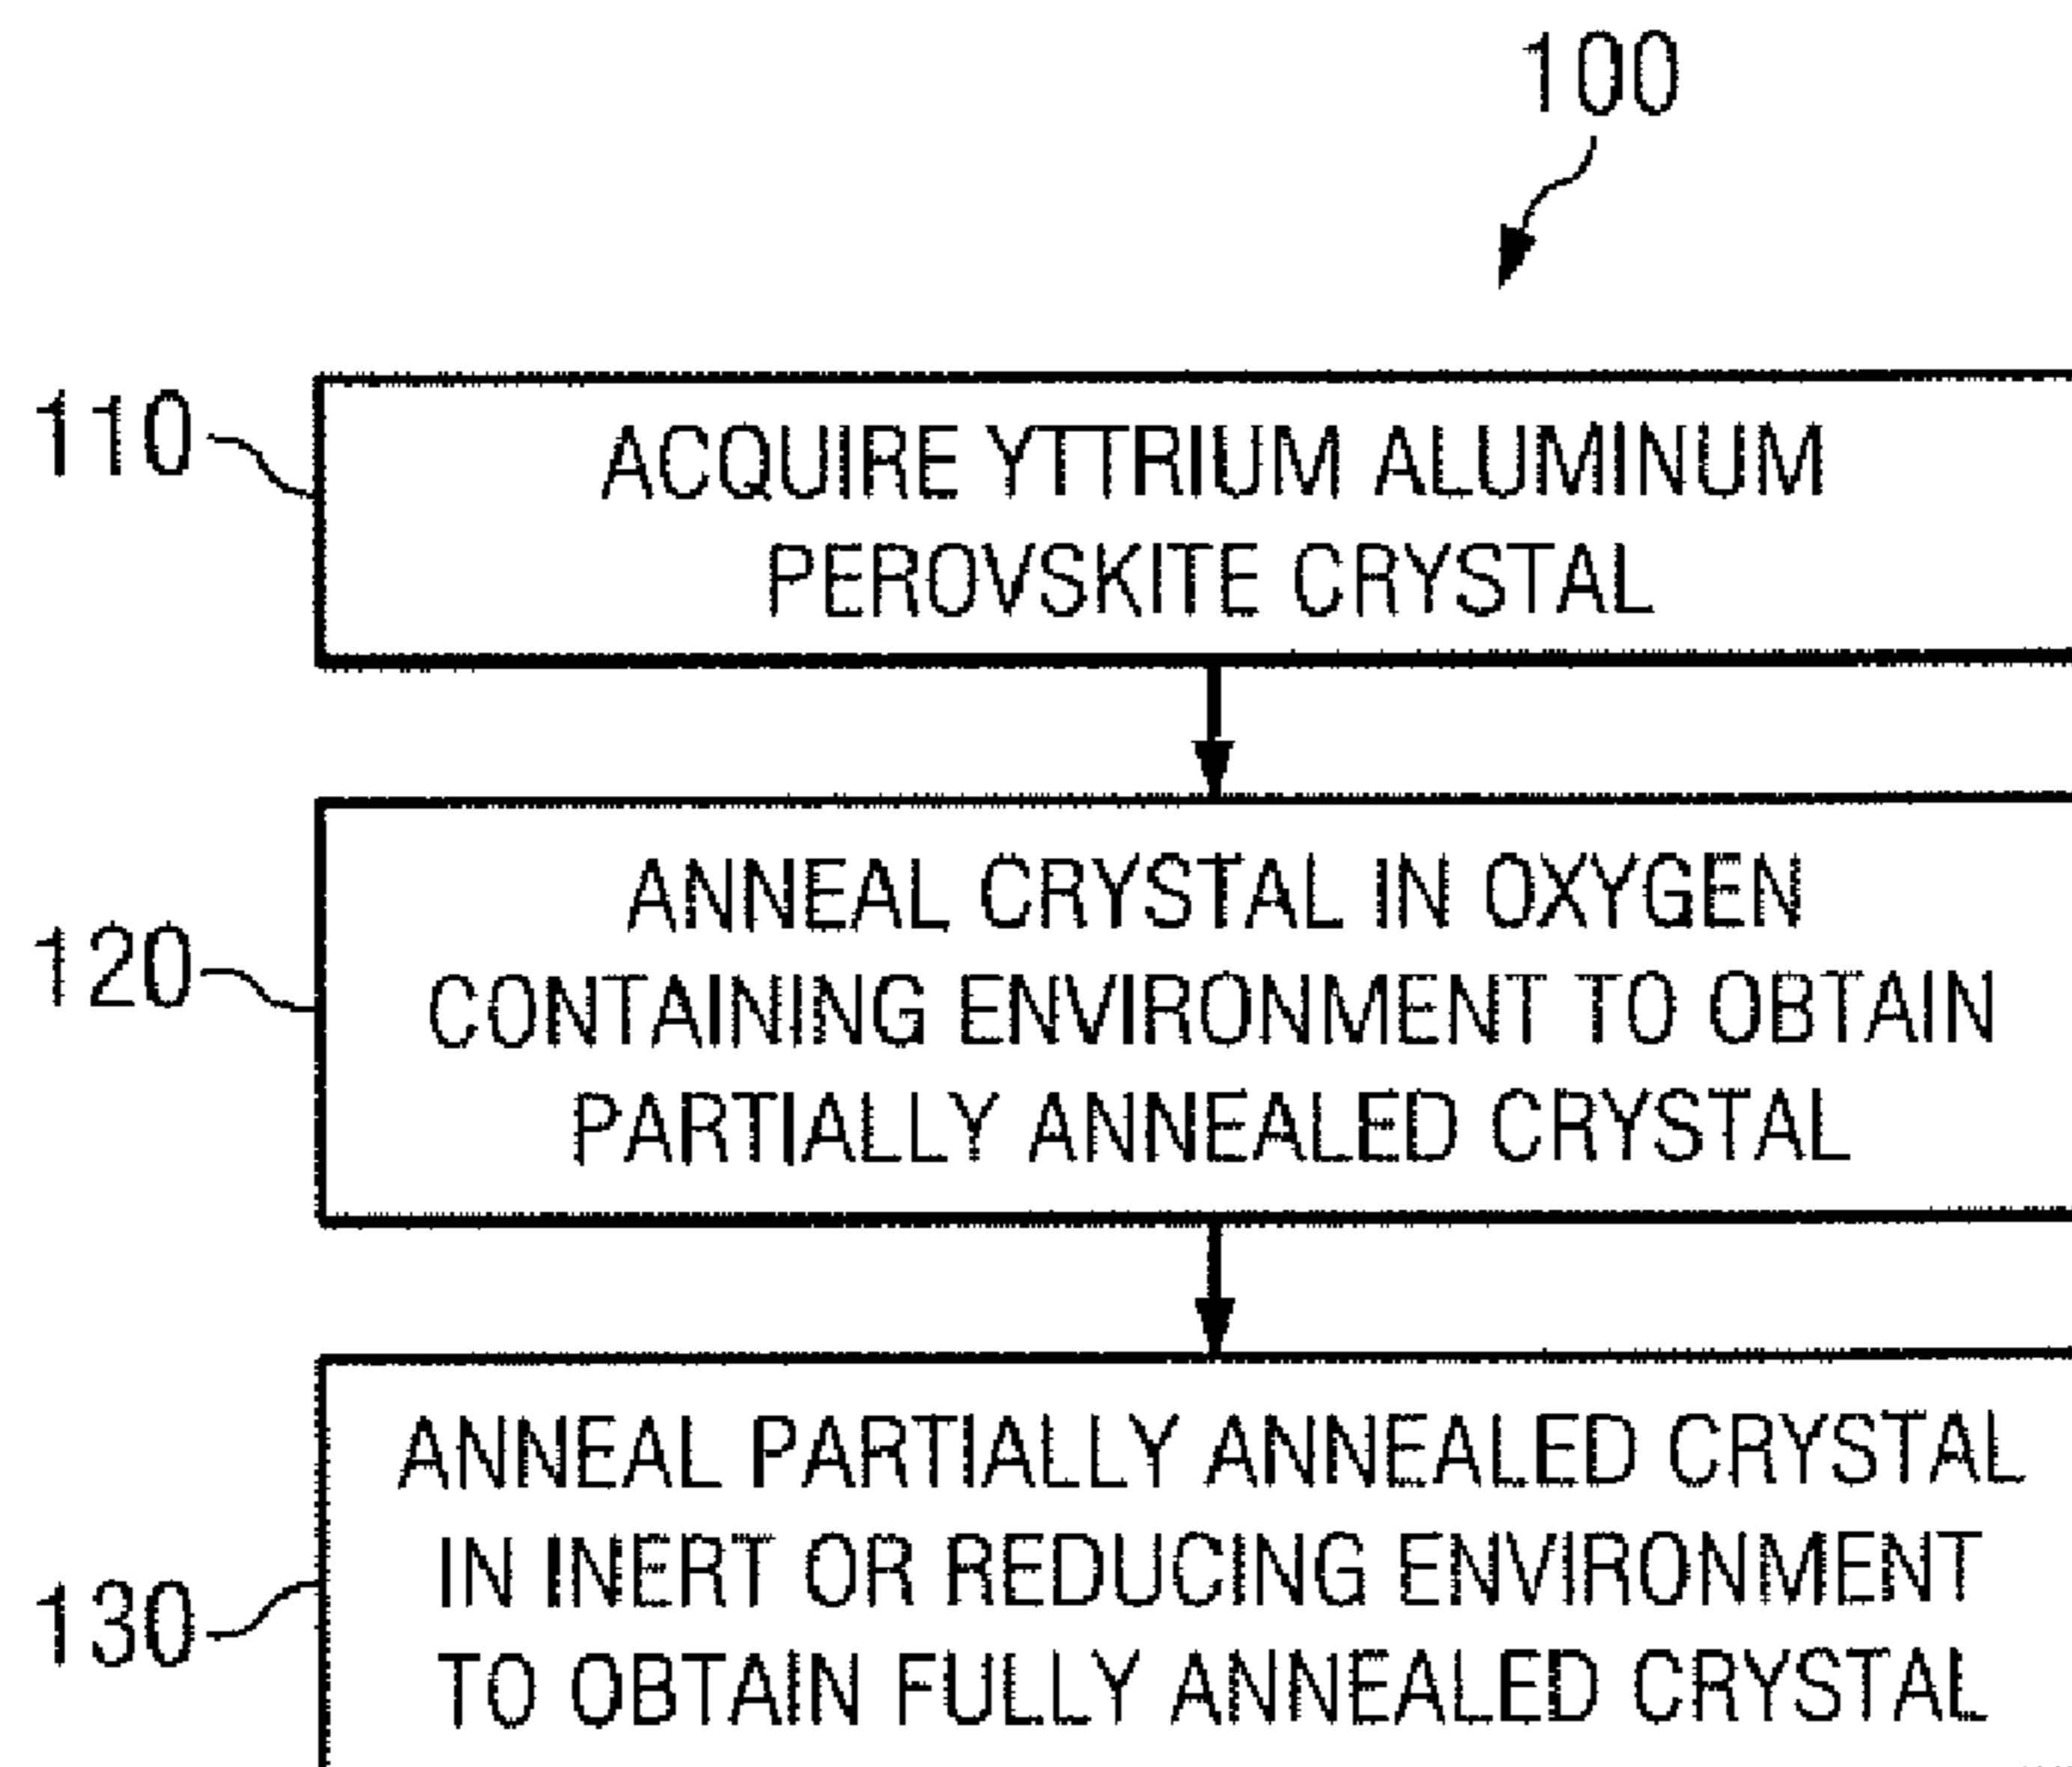 100
110
ACQUIRE YTTRIUM ALUMINUM
PEROVSKITE CRYSTAL
120
ANNEAL CRYSTAL IN OXYGEN
CONTAINING ENVIRONMENT TO OBTAIN
PARTIALLY ANNEALED CRYSTAL
130
ANNEAL PARTIALLY ANNEALED CRYSTAL
IN INERT OR REDUCING ENVIRONMENT
TO OBTAIN FULLY ANNEALED CRYSTAL